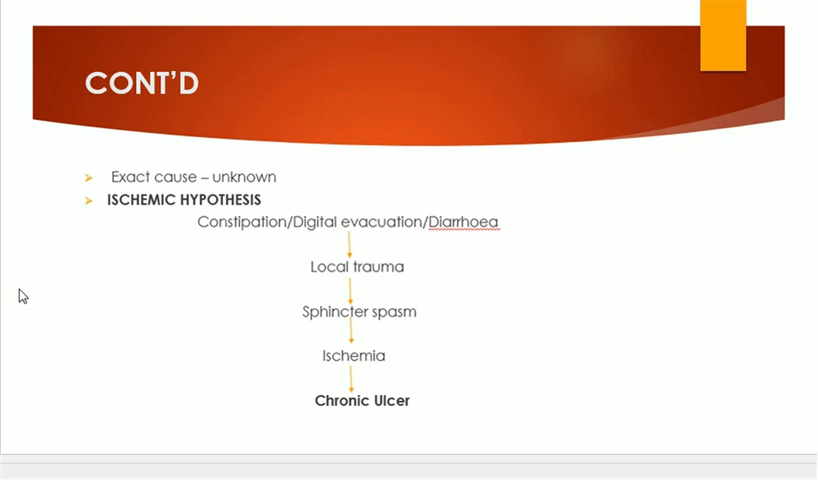 CONT'D
Exact cause – unknown
ISCHEMIC HYPOTHESIS
Constipation/Digital evacuation/Diarrhoea
Local trauma
Sphincter spasm
Ischemia
Chronic Ulcer